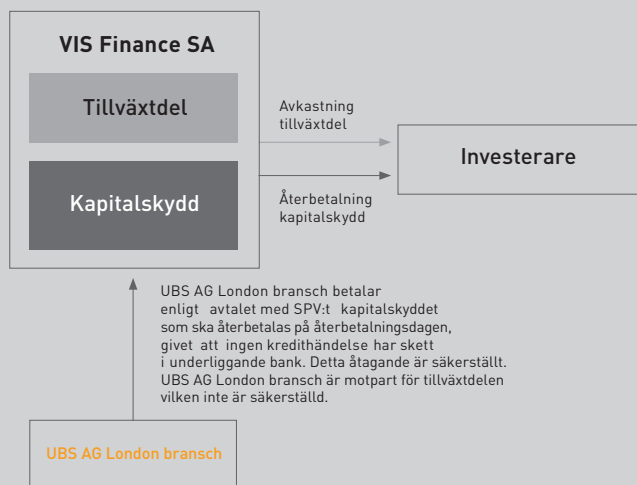 VIS Finance SA
Tillväxtdel
Kapitalskydd
Avkastning
tillväxtdel
Återbetalning
kapitalskydd
Investerare
UBS AG London bransch betalar
enligt avtalet med SPV:t kapitalskyddet
som ska återbetalas på återbetalningsdagen,
givet att ingen kredithändelse har skett
i underliggande bank. Detta åtagande är säkerställt.
UBS AG London bransch är motpart för tillväxtdelen
vilken inte är säkerställd.
UBS AG London bransch